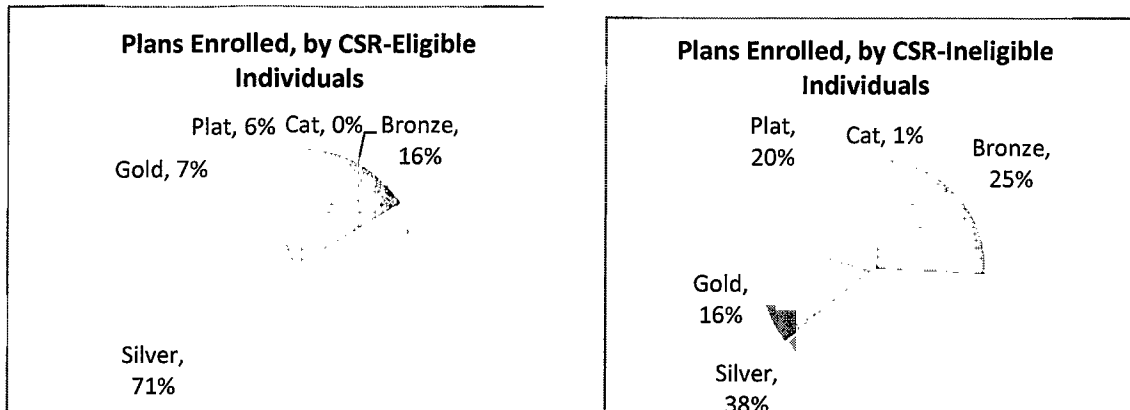 Plans Enrolled, by CSR-Eligible
Individuals
Plat, 6%
Cat, 0%
Bronze,
16%
Gold, 7%
Silver,
71%
Plans Enrolled, by CSR-Ineligible
Individuals
Plat,
20%
Cat, 1%
Bronze,
25%
Gold,
16%
Silver,
38%